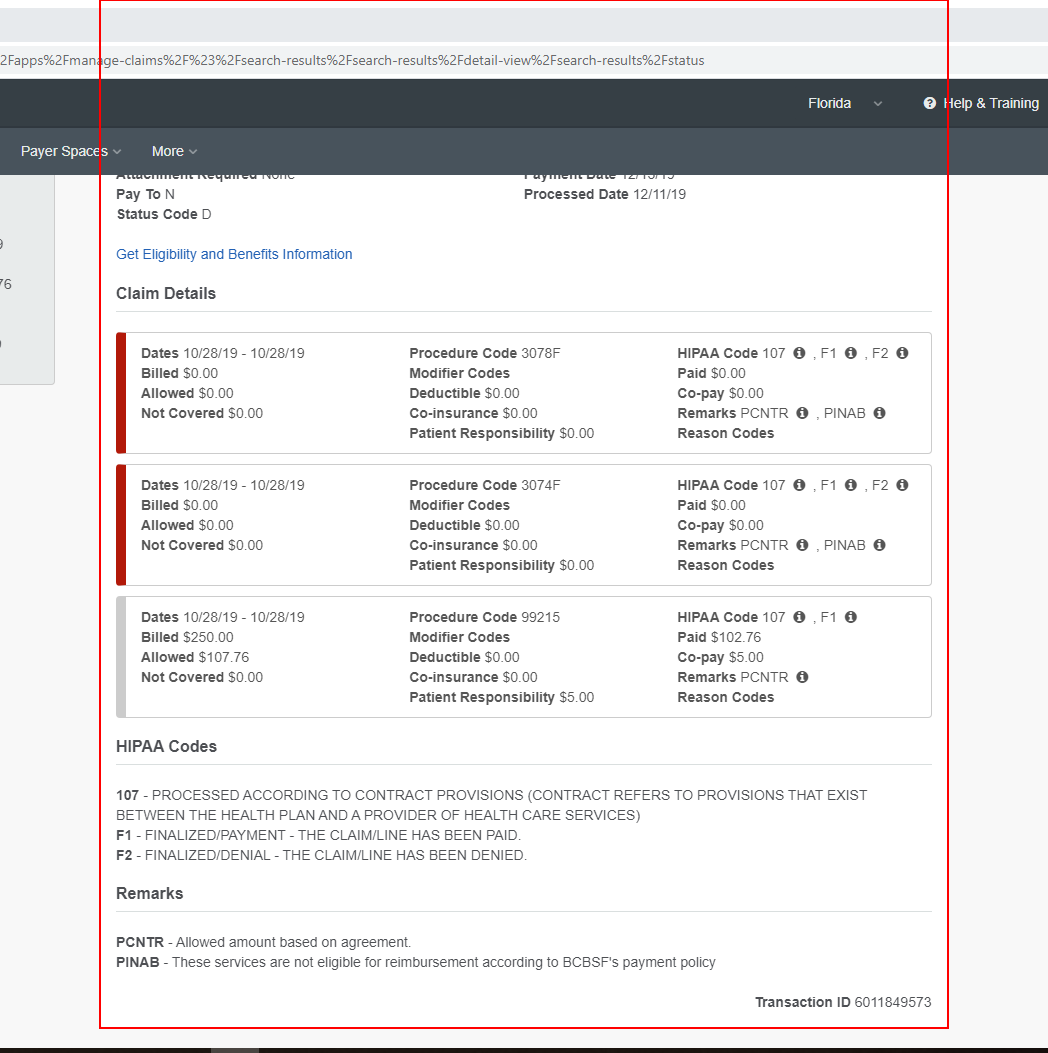 2Fapps%2Fmanage-claims%2F%23%2Fsearch-results%2Fsearch-results%2Fdetail-view%2Fsearch-results%2Fstatus
Florida Help & Training
Payer Spaces More
Attachment Required None Payment Date 12/13/19
Pay To N Processed Date 12/11/19
Status Code D
9
76
Get Eligibility and Benefits Information
Claim Details
Dates 10/28/19 - 10/28/19 Procedure Code 3078F HIPAA Code 107 , F1 , F2
Billed $0.00 Modifier Codes Paid $0.00
Allowed $0.00 Deductible $0.00 Co-pay $0.00
Not Covered $0.00 Co-insurance $0.00 Remarks PCNTR , PINAB
Patient Responsibility $0.00 Reason Codes
Dates 10/28/19 - 10/28/19 Procedure Code 3074F HIPAA Code 107 , F1 , F2
Billed $0.00 Modifier Codes Paid $0.00
Allowed $0.00 Deductible $0.00 Co-pay $0.00
Not Covered $0.00 Co-insurance $0.00 Remarks PCNTR , PINAB
Patient Responsibility $0.00 Reason Codes
Dates 10/28/19 - 10/28/19 Procedure Code 99215 HIPAA Code 107 , F1
Billed $250.00 Modifier Codes Paid $102.76
Allowed $107.76 Deductible $0.00 Co-pay $5.00
Not Covered $0.00 Co-insurance $0.00 Remarks PCNTR
Patient Responsibility $5.00 Reason Codes
HIPAA Codes
107 - PROCESSED ACCORDING TO CONTRACT PROVISIONS (CONTRACT REFERS TO PROVISIONS THAT EXIST
BETWEEN THE HEALTH PLAN AND A PROVIDER OF HEALTH CARE SERVICES)
F1 - FINALIZED/PAYMENT - THE CLAIM/LINE HAS BEEN PAID.
F2 - FINALIZED/DENIAL - THE CLAIM/LINE HAS BEEN DENIED.
Remarks
PCNTR - Allowed amount based on agreement.
PINAB - These services are not eligible for reimbursement according to BCBSF's payment policy
Transaction ID 6011849573